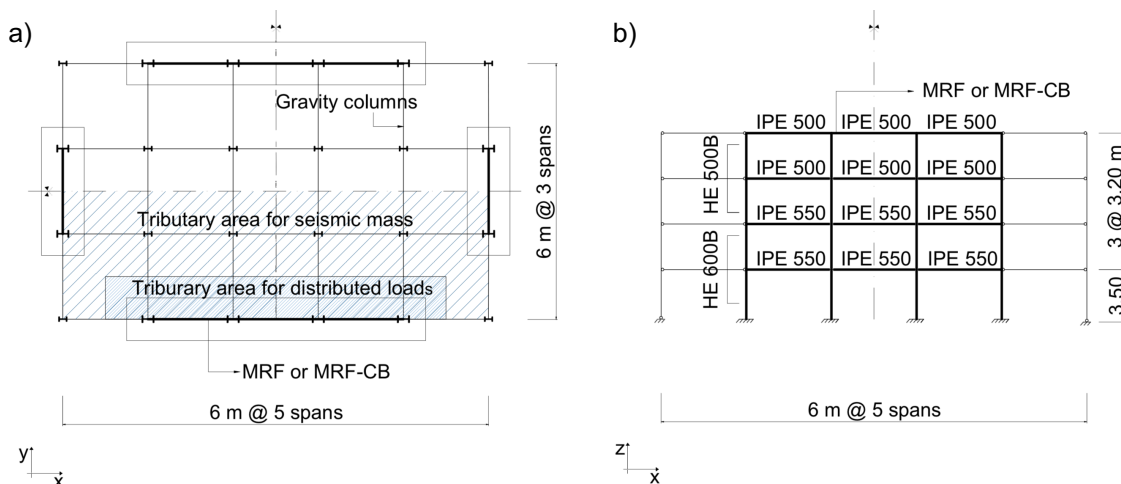 a)
Gravity columns
Tributary area for seismic mass
Triburary area for distributed loads
MRF or MRF-CB
6 m @ 3 spans
6 m @ 5 spans
y
x
b)
MRF or MRF-CB
IPE 500 IPE 500 IPE 500
IPE 500 IPE 500 IPE 500
IPE 550 IPE 550 IPE 550
IPE 550 IPE 550 IPE 550
HE 500B
HE 600B
3 @ 3.20 m
3.50
6 m @ 5 spans
z
x